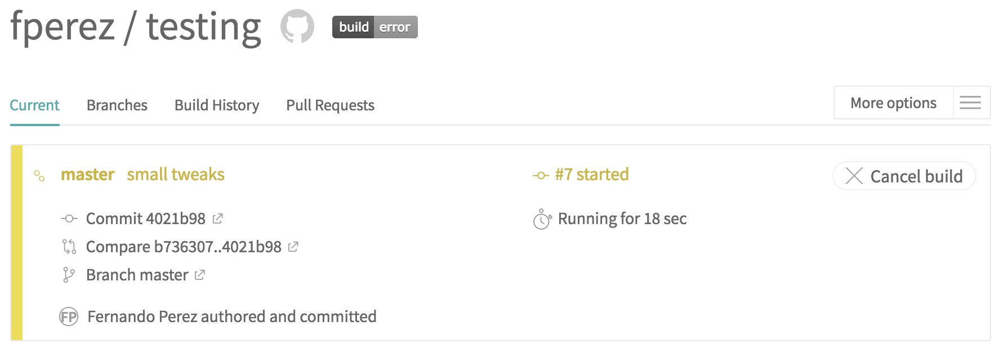 fperez / testing build error
Current Branches Build History Pull Requests More options
master small tweaks #7 started Cancel build
Commit 4021b98 Running for 18 sec
Compare b736307..4021b98
Branch master
FP Fernando Perez authored and committed